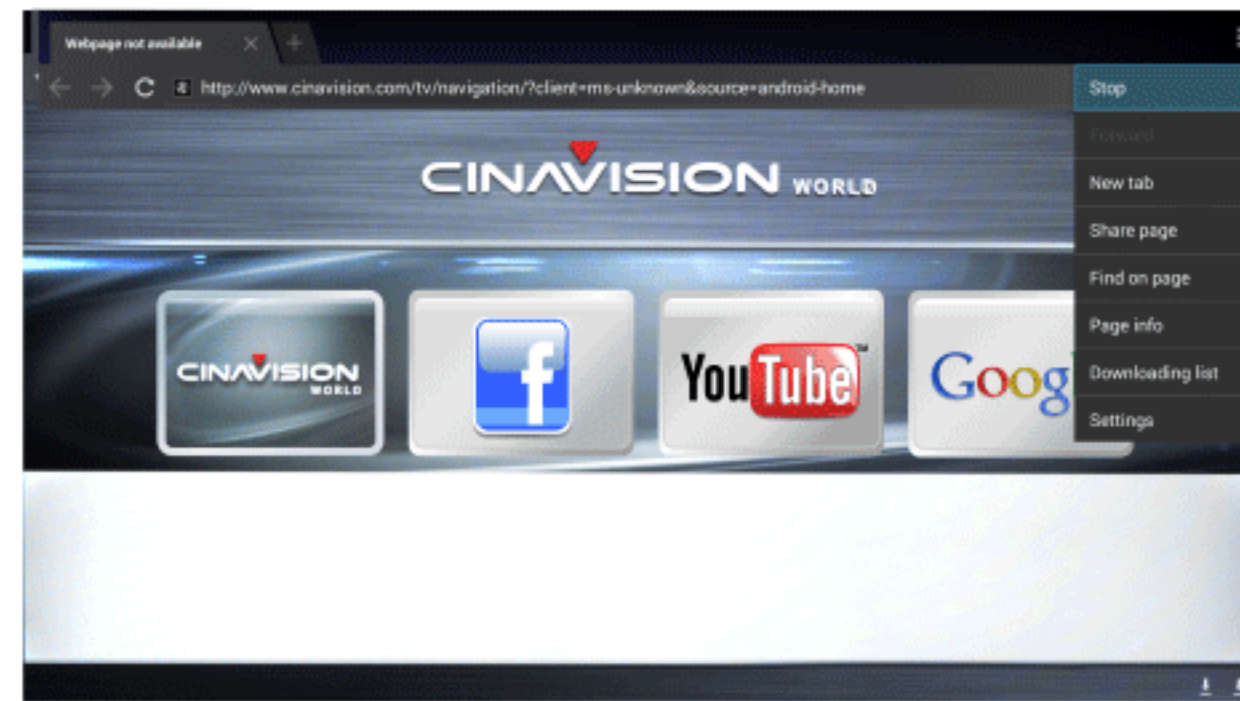 Webpage not available
http://www.cinavision.com/tv/navigation/?client=ms-unknown&source=android-home
Stop
Forward
New tab
Share page
Find on page
Page info
Downloading list
Settings
CINAVISION WORLD
CINAVISION
WORLD
f
YouTube™
Goog